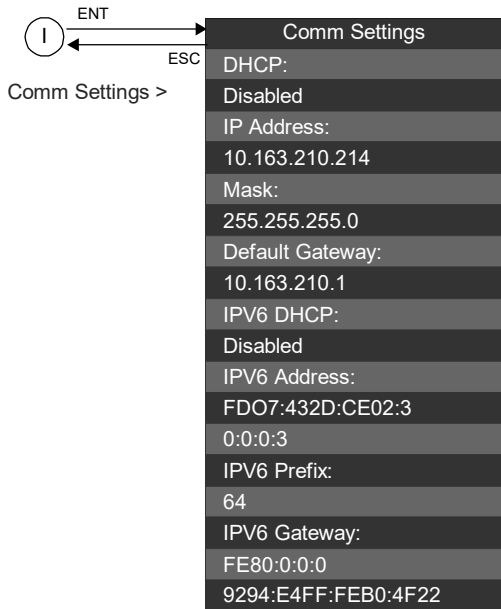 ENT
I
ESC
Comm Settings >
Comm Settings
DHCP:
Disabled
IP Address:
10.163.210.214
Mask:
255.255.255.0
Default Gateway:
10.163.210.1
IPV6 DHCP:
Disabled
IPV6 Address:
FDO7:432D:CE02:3
0:0:0:3
IPV6 Prefix:
64
IPV6 Gateway:
FE80:0:0:0
9294:E4FF:FEB0:4F22